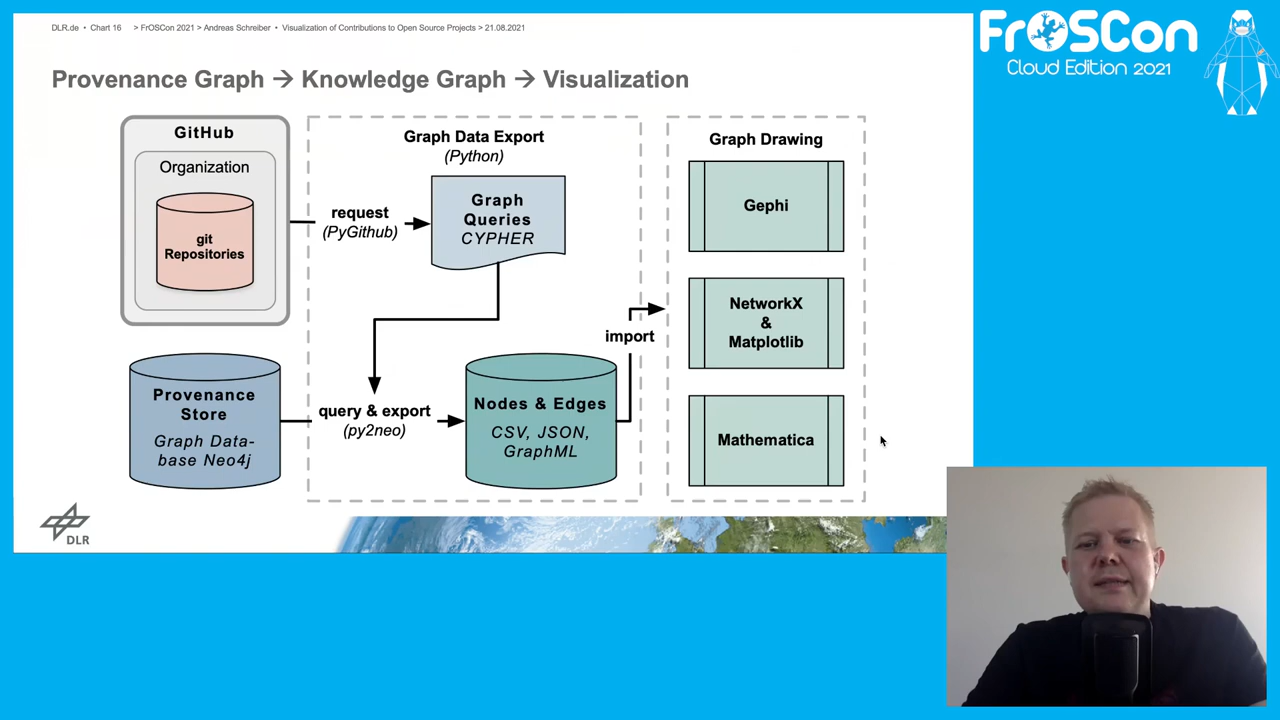 DLR.de • Chart 16 > FrOSCon 2021 > Andreas Schreiber • Visualization of Contributions to Open Source Projects > 21.08.2021
FrOSCon
Cloud Edition 2021
Provenance Graph → Knowledge Graph → Visualization
GitHub
Organization
git
Repositories
Provenance
Store
Graph Data-
base Neo4j
Graph Data Export
(Python)
request
(PyGithub)
Graph
Queries
CYPHER
query & export
(py2neo)
Nodes & Edges
CSV, JSON,
GraphML
import
Graph Drawing
Gephi
NetworkX
&
Matplotlib
Mathematica
DLR